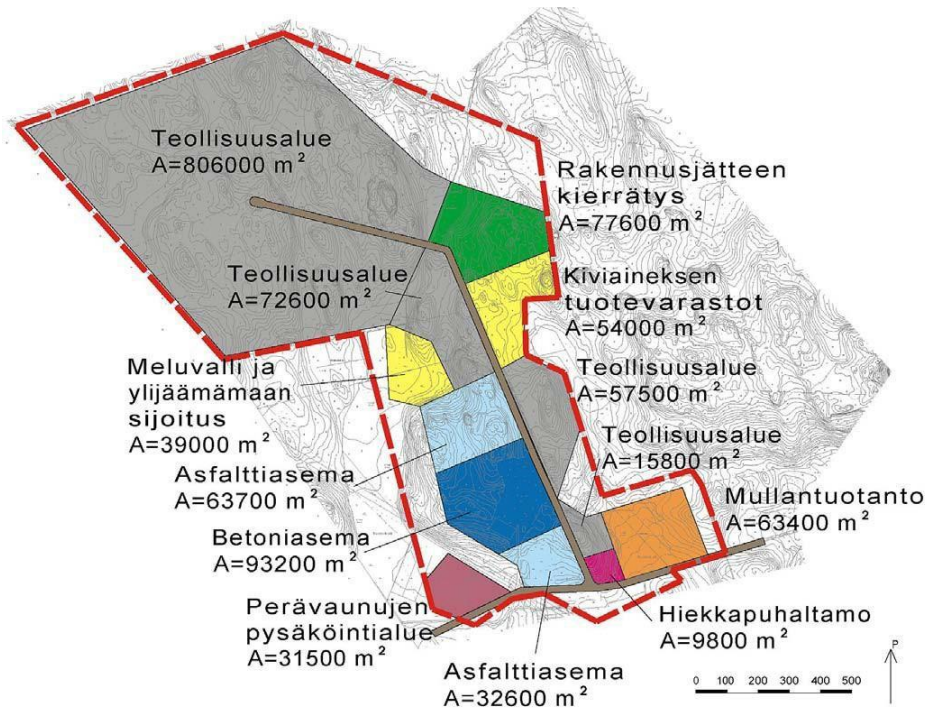 Teollisuusalue
A=806000 m²
Rakennusjätteen
kierrätys
A=77600 m²
Teollisuusalue
A=72600 m²
Kiviaineksen
tuotevarastot
A=54000 m²
Meluvalli ja
ylijäämämaan
sijoitus
A=39000 m²
Teollisuusalue
A=57500 m²
Teollisuusalue
A=15800 m²
Asfalttiasema
A=63700 m²
Mullantuotanto
A=63400 m²
Betoniasema
A=93200 m²
Perävaunujen
pysäköintialue
A=31500 m²
Hiekkapuhaltamo
A=9800 m²
Asfalttiasema
A=32600 m²
P
0 100 200 300 400 500